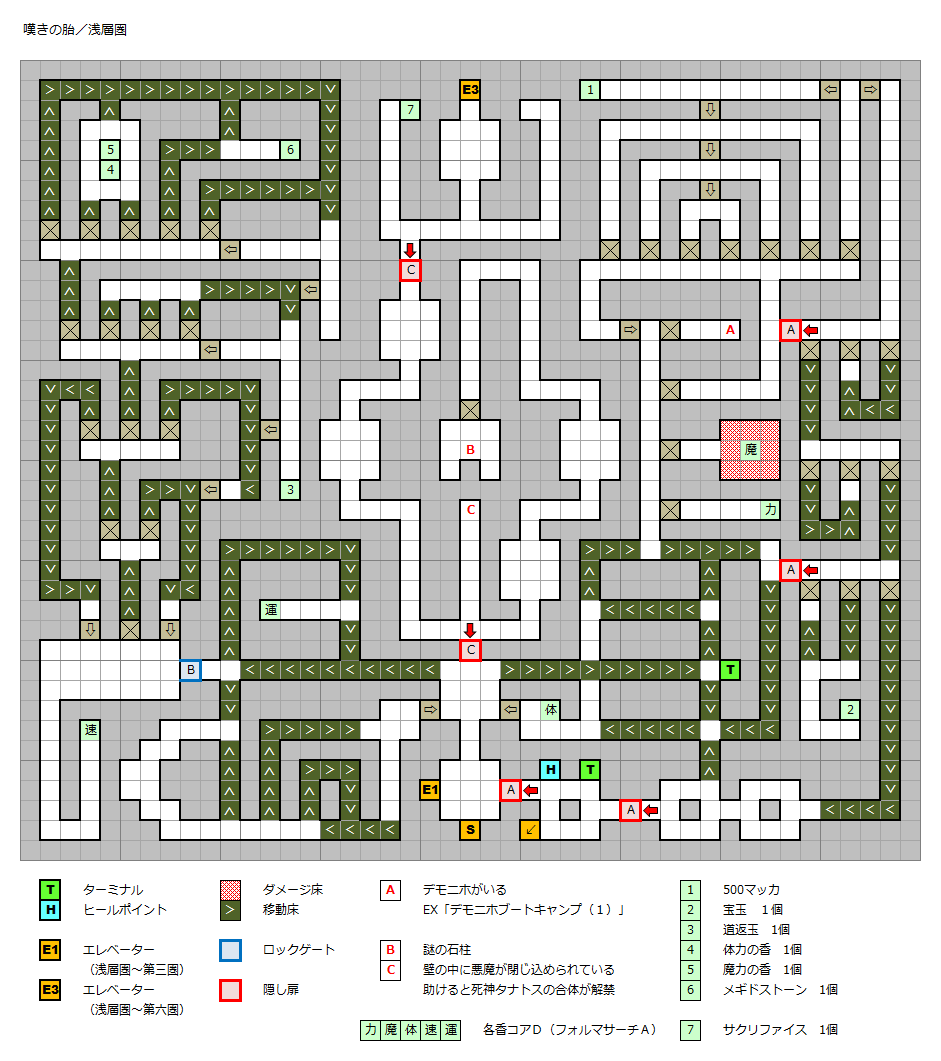 嘆きの胎/浅層圏
E3
1
7
5
6
4
C
A
A
B
魔
3
C
力
A
運
C
B
T
体
2
速
H
T
E1
A
A
S
T ターミナル
H ヒールポイント
E1 エレベーター
（浅層圏～第三圏）
E3 エレベーター
（浅層圏～第六圏）
ダメージ床
> 移動床
ロックゲート
隠し扉
A デモニホがいる
EX「デモニホブートキャンプ（１）」
B 謎の石柱
C 壁の中に悪魔が閉じ込められている
助けると死神タナトスの合体が解禁
力 魔 体 速 運 各香コアＤ（フォルマサーチＡ）
1 500マッカ
2 宝玉　1個
3 道返玉　1個
4 体力の香　1個
5 魔力の香　1個
6 メギドストーン　1個
7 サクリファイス　1個